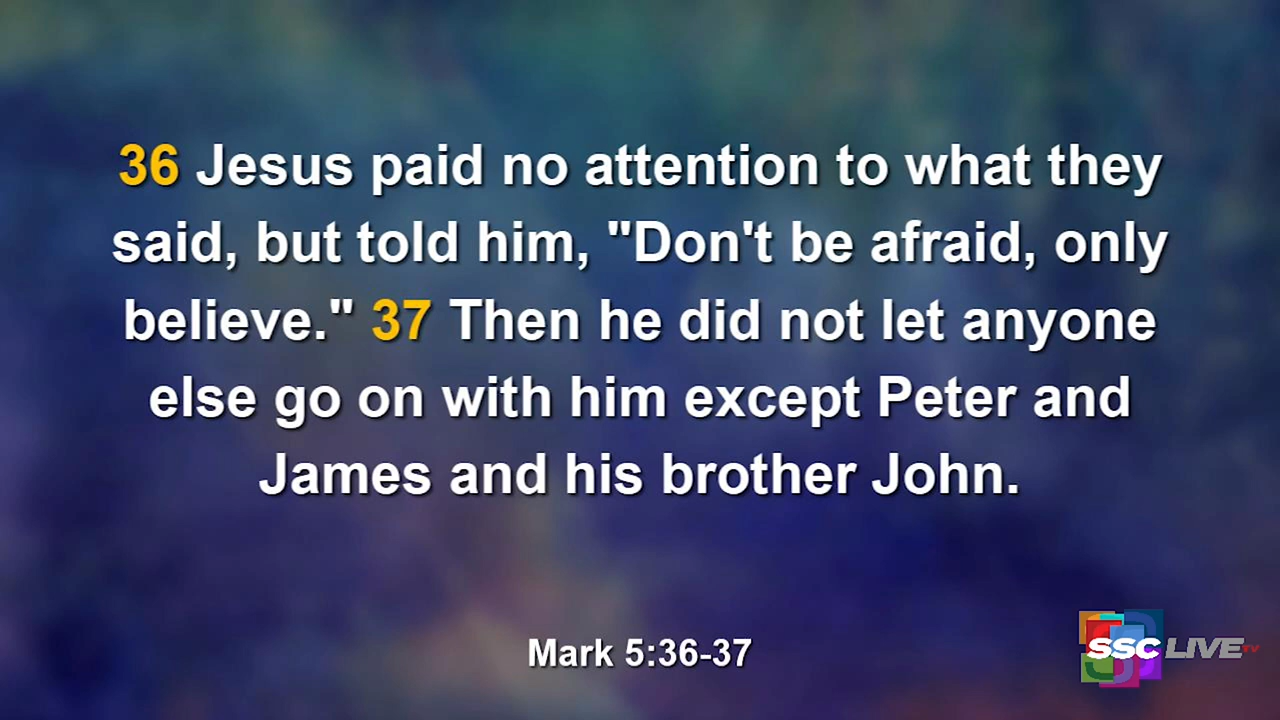 36 Jesus paid no attention to what they
said, but told him, "Don't be afraid, only
believe." 37 Then he did not let anyone
else go on with him except Peter and
James and his brother John.
Mark 5:36-37
SSC LIVE TV